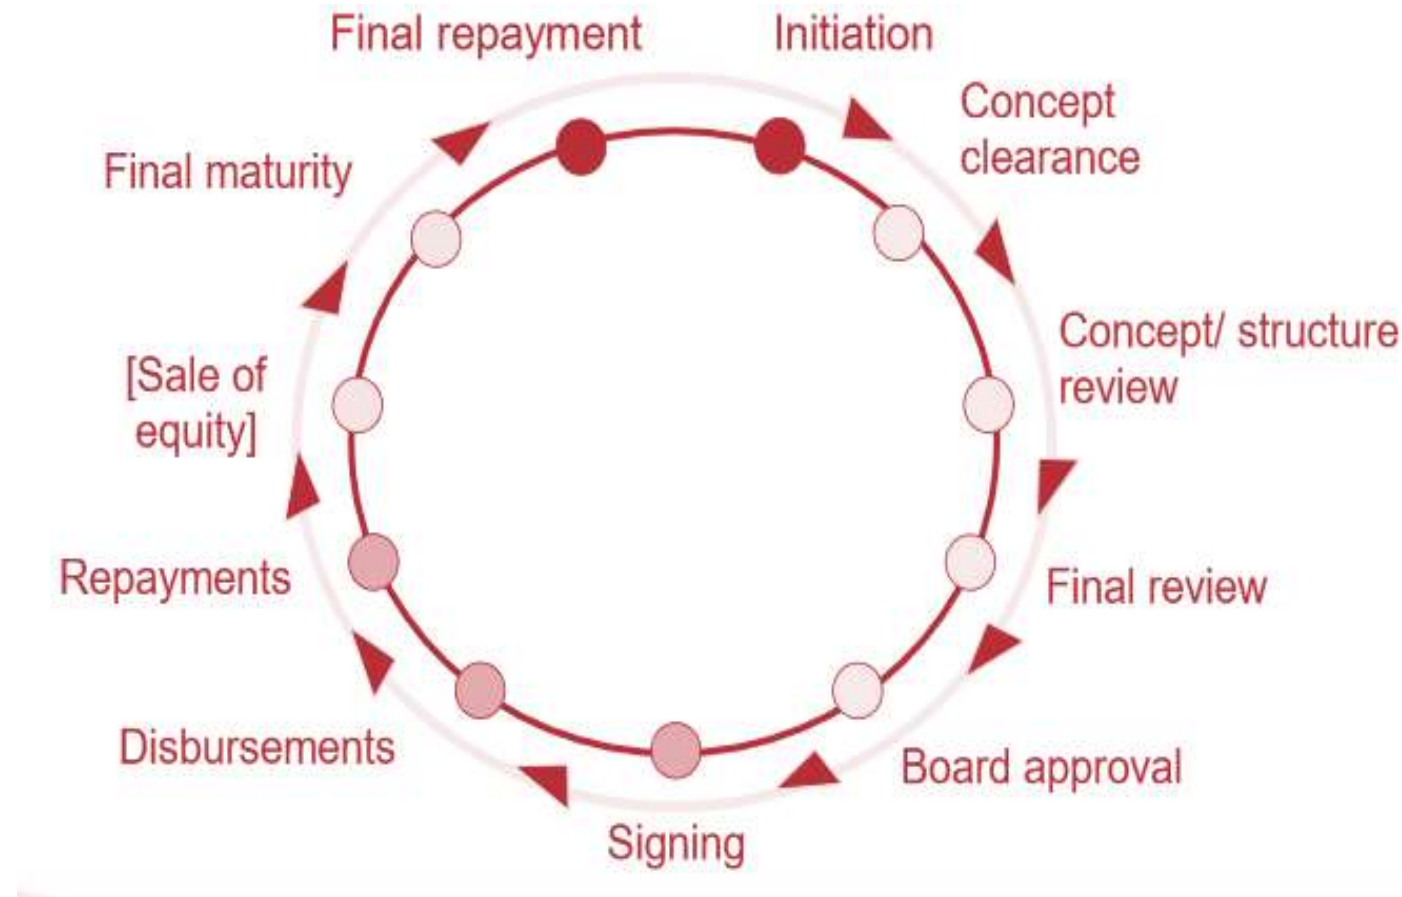 Final repayment
Initiation
Concept
clearance
Concept/ structure
review
Final review
Board approval
Signing
Disbursements
Repayments
[Sale of
equity]
Final maturity